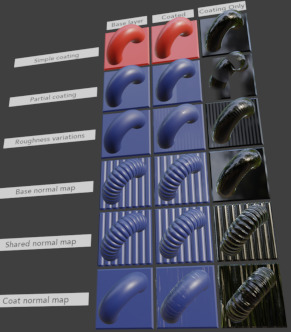 Base layer
Coated
Coating Only
Simple coating
Partial coating
Roughness variations
Base normal map
Shared normal map
Coat normal map